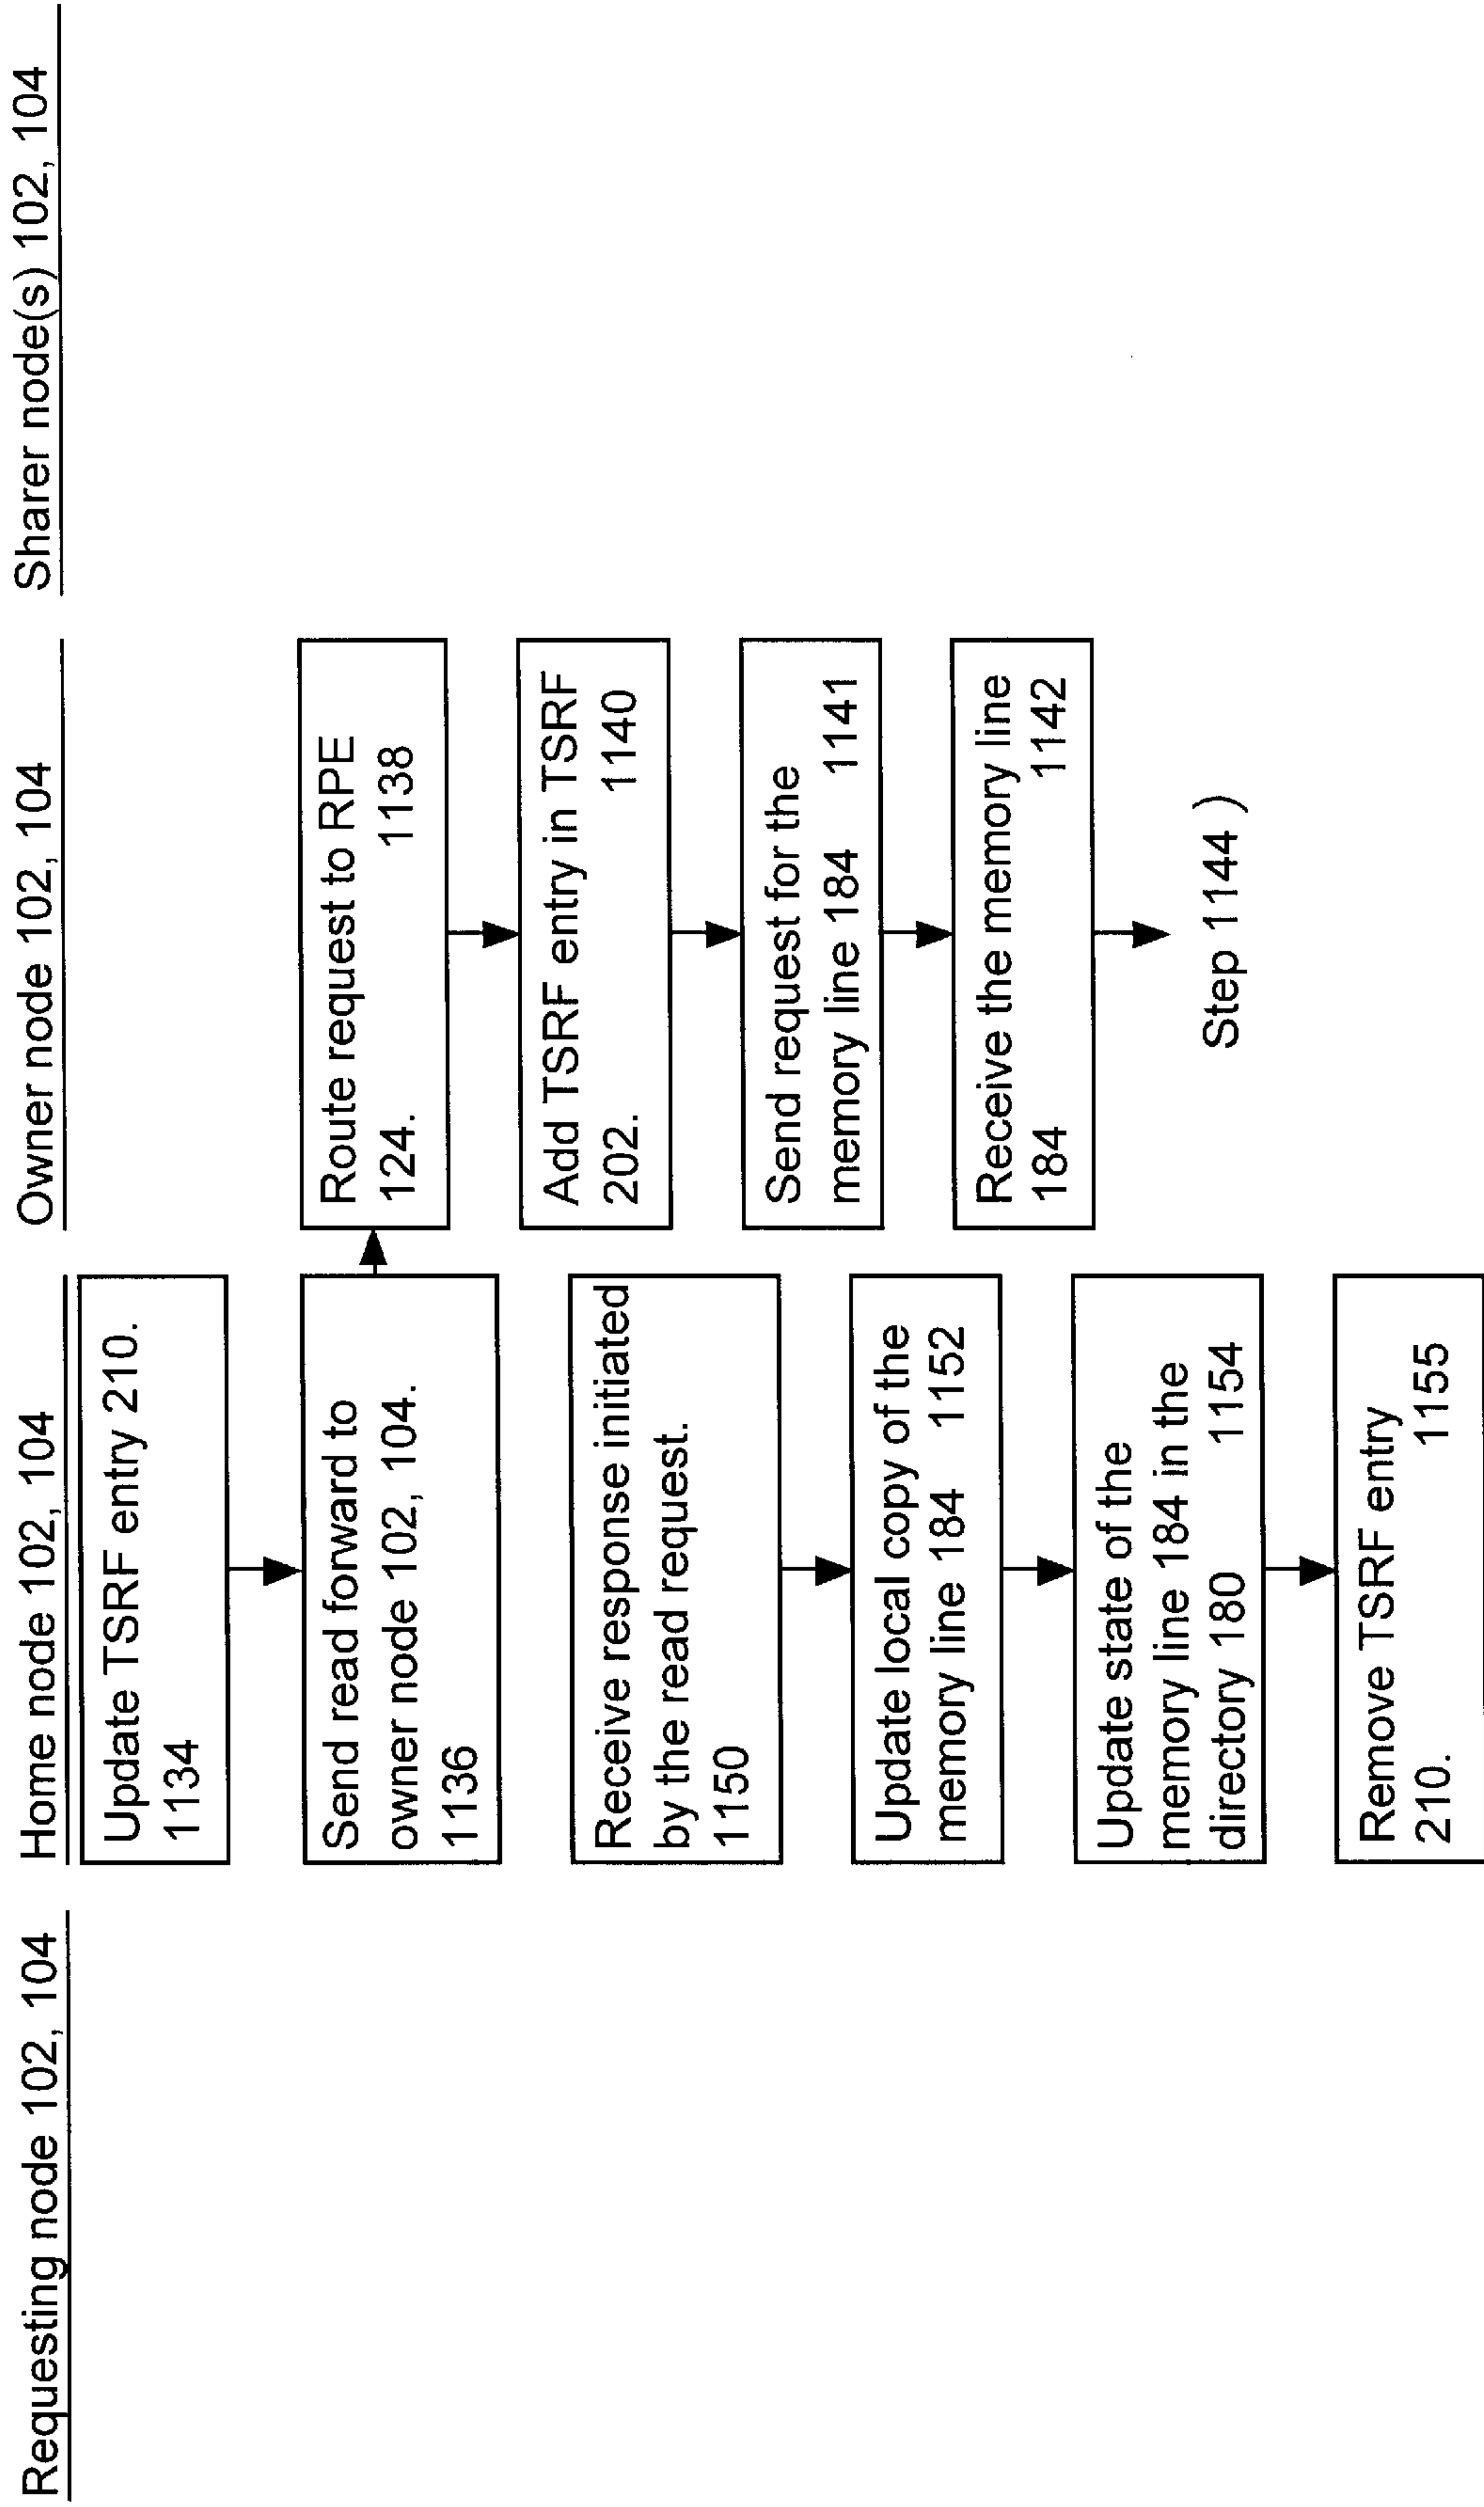 Requesting node 102, 104
Home node 102, 104
Owner node 102, 104
Sharer node(s) 102, 104
Update TSRF entry 210.
1134
Send read forward to
owner node 102, 104.
1136
Receive response initiated
by the read request.
1150
Update local copy of the
memory line 184 1152
Update state of the
memory line 184 in the
directory 180 1154
Remove TSRF entry
210. 1155
Route request to RPE
124. 1138
Add TSRF entry in TSRF
202. 1140
Send request for the
memory line 184 1141
Receive the memory line
184 1142
Step 1144 )